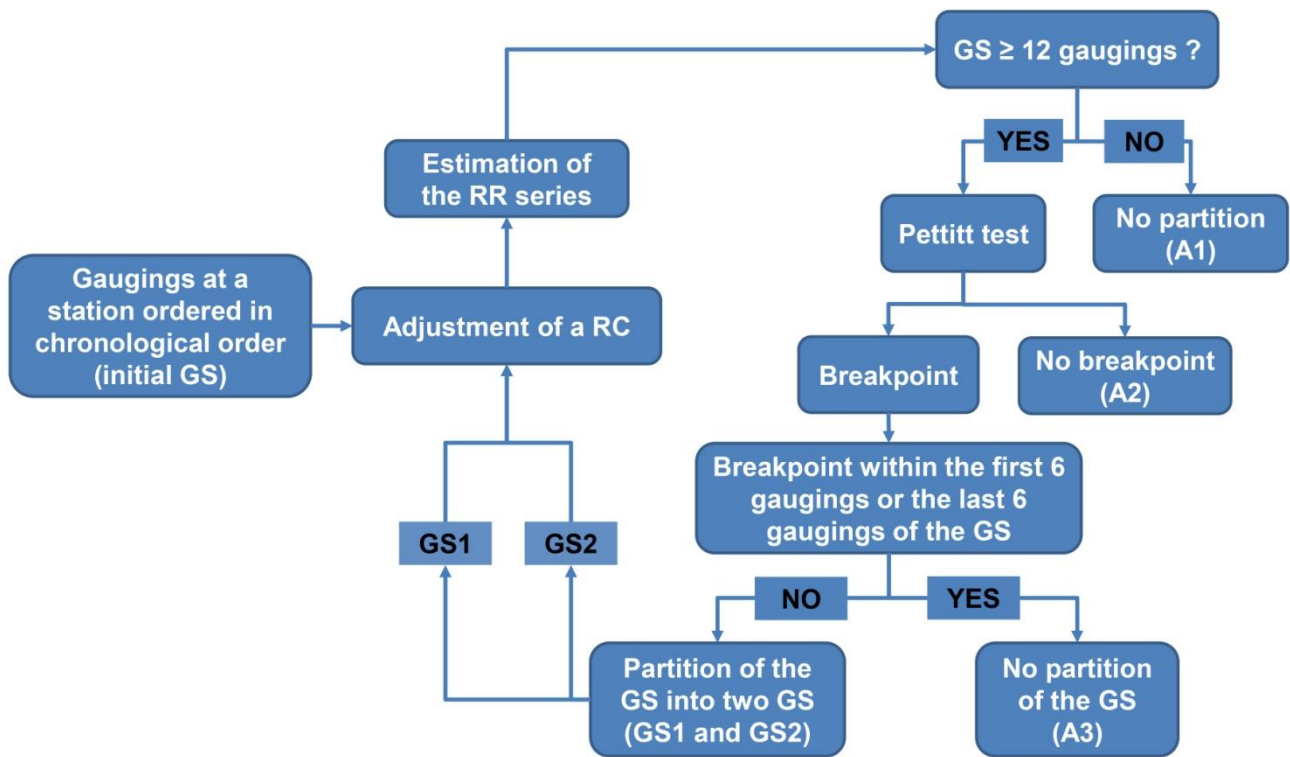 GS ≥ 12 gaugings ?
YES
NO
Estimation of
the RR series
Pettitt test
No partition
(A1)
Gaugings at a
station ordered in
chronological order
(initial GS)
Adjustment of a RC
Breakpoint
No breakpoint
(A2)
Breakpoint within the first 6
gaugings or the last 6
gaugings of the GS
GS1
GS2
NO
YES
Partition of the
GS into two GS
(GS1 and GS2)
No partition
of the GS
(A3)